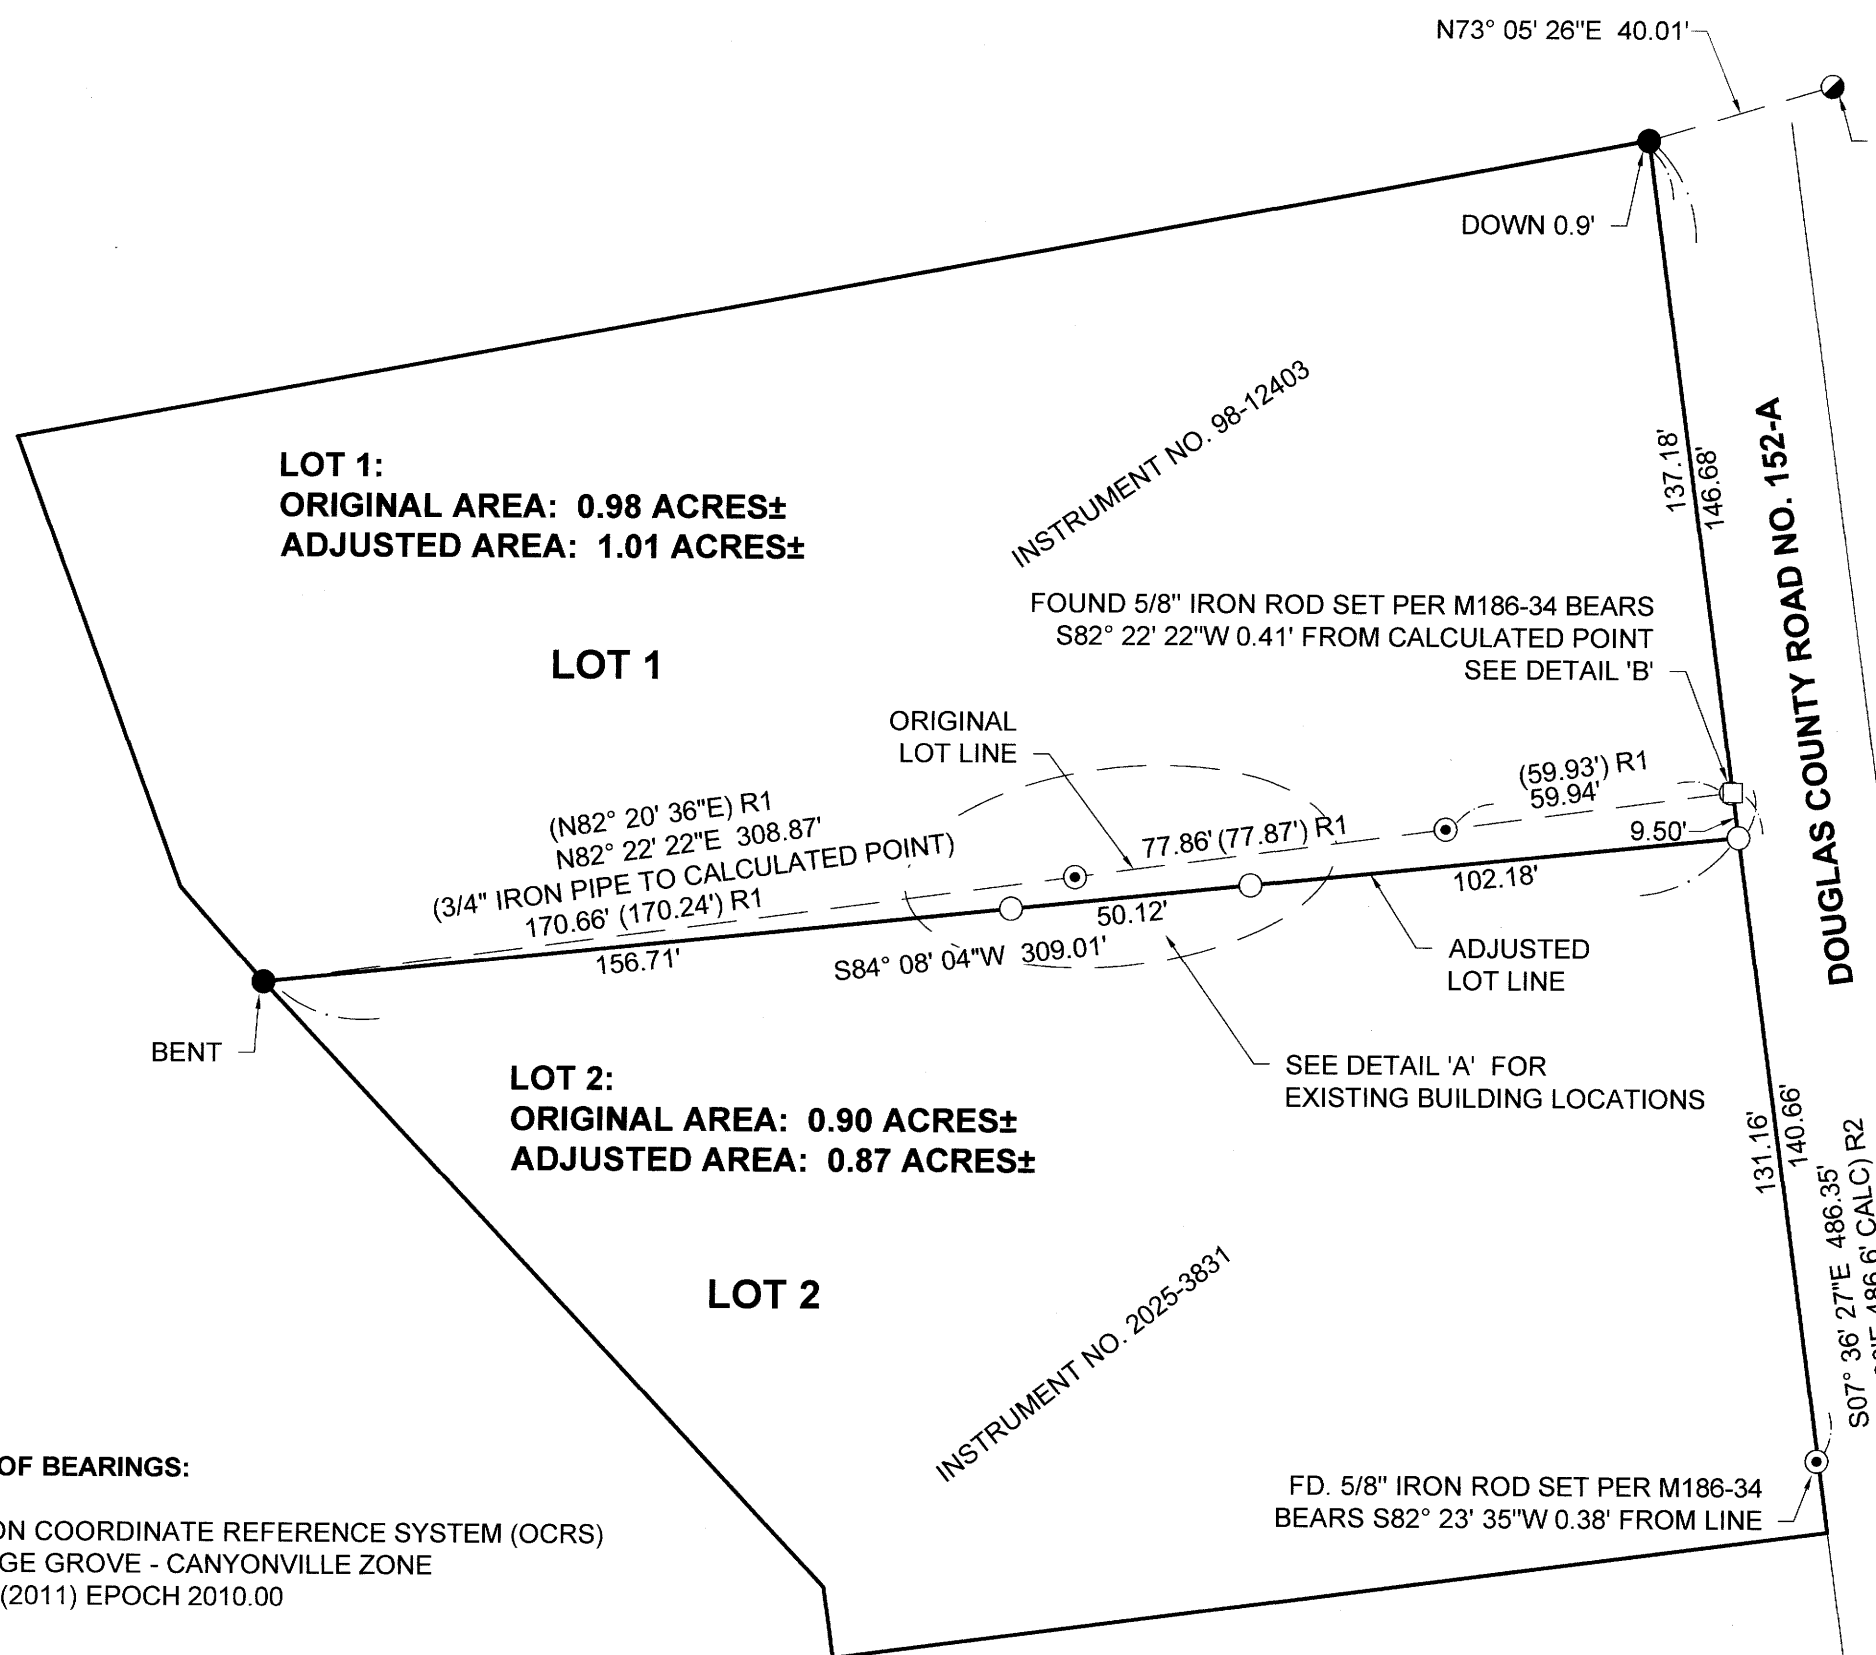 N73° 05' 26"E 40.01'
DOWN 0.9'
INSTRUMENT NO. 98-12403
137.18'
146.68'
DOUGLAS COUNTY ROAD NO. 152-A
LOT 1:
ORIGINAL AREA: 0.98 ACRES±
ADJUSTED AREA: 1.01 ACRES±
LOT 1
FOUND 5/8" IRON ROD SET PER M186-34 BEARS
S82° 22' 22"W 0.41' FROM CALCULATED POINT
SEE DETAIL 'B'
ORIGINAL
LOT LINE
(59.93') R1
59.94'
(N82° 20' 36"E) R1
N82° 22' 22"E 308.87'
(3/4" IRON PIPE TO CALCULATED POINT)
170.66' (170.24') R1
77.86' (77.87') R1
9.50'
102.18'
50.12'
156.71'
S84° 08' 04"W 309.01'
ADJUSTED
LOT LINE
BENT
SEE DETAIL 'A' FOR
EXISTING BUILDING LOCATIONS
LOT 2:
ORIGINAL AREA: 0.90 ACRES±
ADJUSTED AREA: 0.87 ACRES±
131.16'
140.66'
S07° 36' 27"E 486.35'
486.6' CALC) R2
LOT 2
INSTRUMENT NO. 2025-3831
FD. 5/8" IRON ROD SET PER M186-34
BEARS S82° 23' 35"W 0.38' FROM LINE
OF BEARINGS:
ON COORDINATE REFERENCE SYSTEM (OCRS)
GE GROVE - CANYONVILLE ZONE
(2011) EPOCH 2010.00